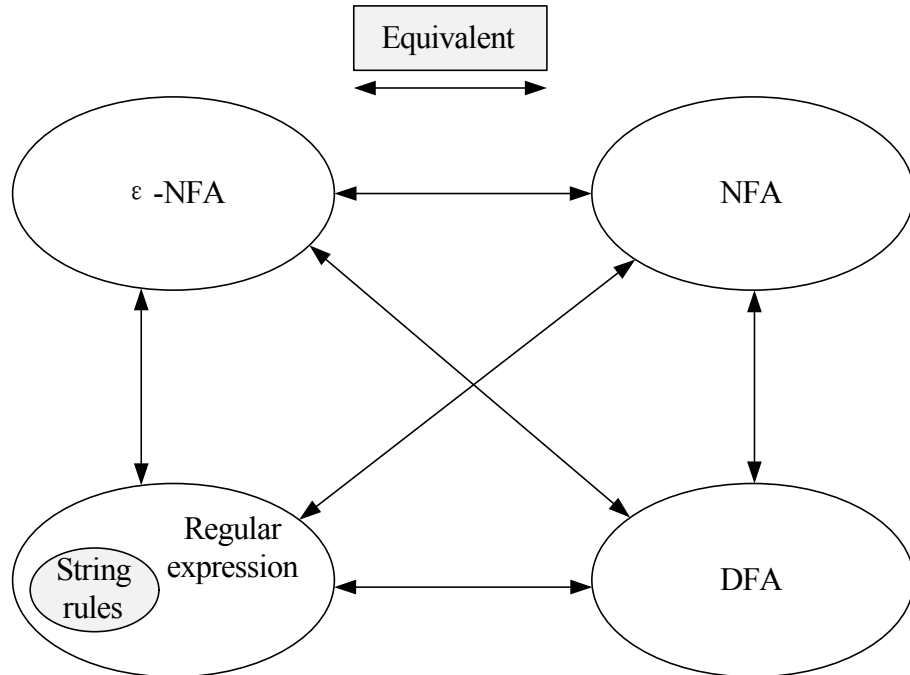 Equivalent
ε -NFA
NFA
Regular
expression
String
rules
DFA